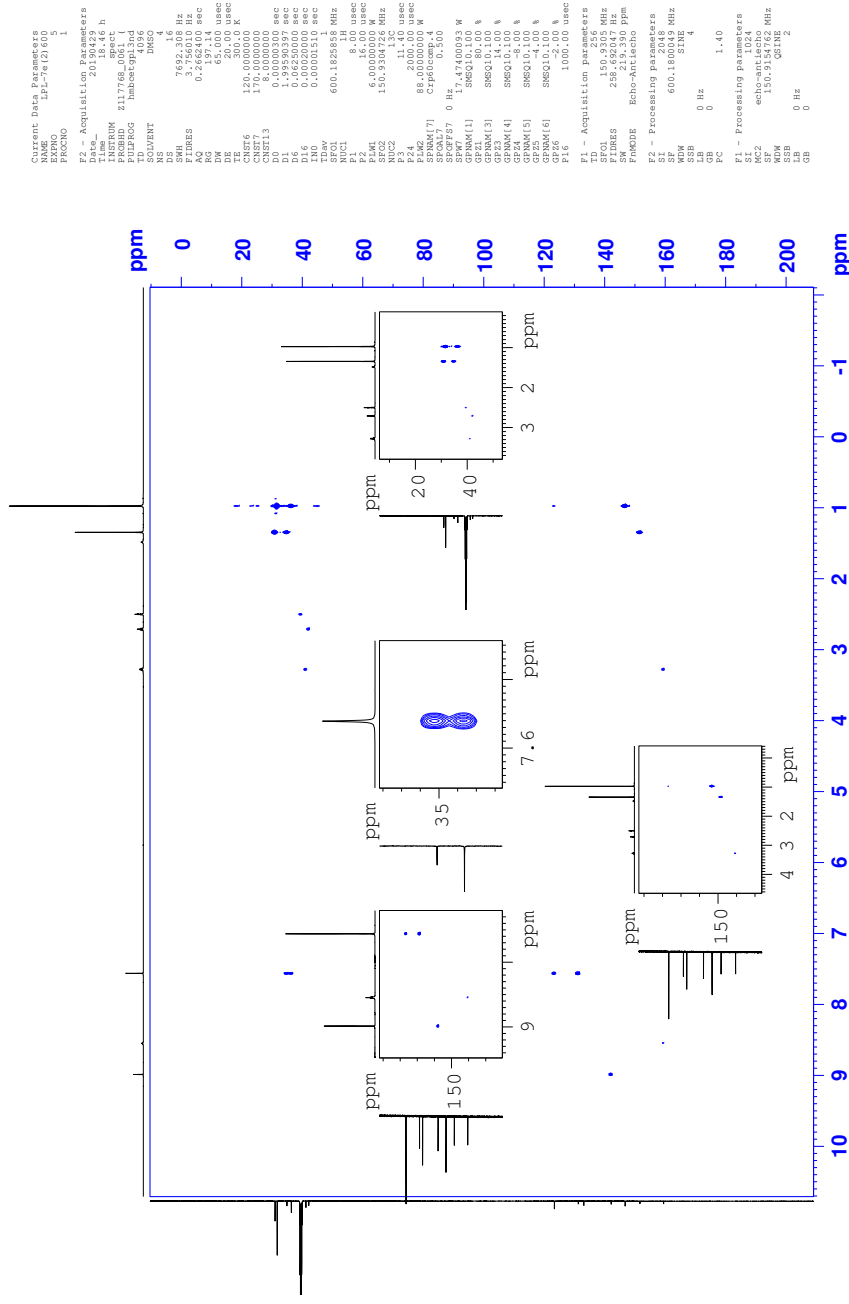 Current Data Parameters
NAME LPL-7e(2)600
EXPNO 5
PROCNO 1
F2 - Acquisition Parameters
Date_ 20190429
Time 18.46 h
INSTRUM spect
PROBHD Z117768_0061 (
PULPROG hmbcetgpl3nd
TD 4096
SOLVENT DMSO
NS 4
DS 16
SWH 7692.308 Hz
FIDRES 3.756010 Hz
AQ 0.2662400 sec
RG 197.14
DW 65.000 usec
DE 20.00 usec
TE 300.0 K
CNST6 120.0000000
CNST7 170.0000000
CNST13 8.0000000
D0 0.00000300 sec
D1 1.99590397 sec
D6 0.06250000 sec
D16 0.00020000 sec
IN0 0.00001510 sec
TDav 1
SFO1 600.1825818 MHz
NUC1 1H
P1 8.00 usec
P2 16.00 usec
PLW1 6.00000000 W
SFO2 150.9304726 MHz
NUC2 13C
P3 11.40 usec
P24 2000.00 usec
PLW2 88.00000000 W
SPNAM[7] Crp60comp.4
SPOAL7 0.500
SPOFFS7 0 Hz
SPW7 17.47400093 W
GPNAM[1] SMSQ10.100
GPZ1 80.00 %
GPNAM[3] SMSQ10.100
GPZ3 14.00 %
GPNAM[4] SMSQ10.100
GPZ4 -8.00 %
GPNAM[5] SMSQ10.100
GPZ5 -4.00 %
GPNAM[6] SMSQ10.100
GPZ6 -2.00 %
P16 1000.00 usec
F1 - Acquisition parameters
TD 256
SFO1 150.9305 MHz
FIDRES 258.692047 Hz
SW 219.390 ppm
FnMODE Echo-Antiecho
F2 - Processing parameters
SI 2048
SF 600.1800049 MHz
WDW SINE
SSB 4
LB 0 Hz
GB 0
PC 1.40
F1 - Processing parameters
SI 1024
MC2 echo-antiecho
SF 150.9154762 MHz
WDW QSINE
SSB 2
LB 0 Hz
GB 0
ppm
0
20
40
60
80
100
120
140
160
180
200
ppm
10 9 8 7 6 5 4 3 2 1 0 -1
ppm
20
40
3 2 ppm
ppm
35
7.6 ppm
ppm
150
9 ppm
ppm
150
4 3 2 ppm